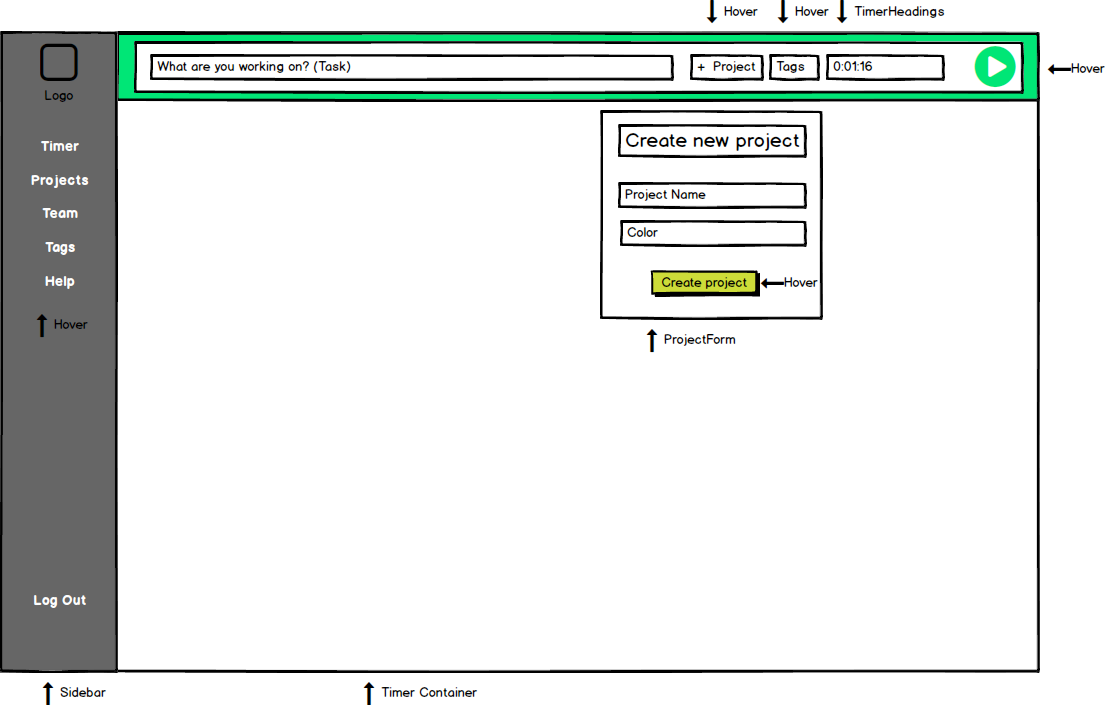 Hover
Hover
TimerHeadings
What are you working on? (Task)
+ Project
Tags
0:01:16
Hover
Logo
Timer
Projects
Team
Tags
Help
Hover
Log Out
Create new project
Project Name
Color
Create project
Hover
ProjectForm
Sidebar
Timer Container